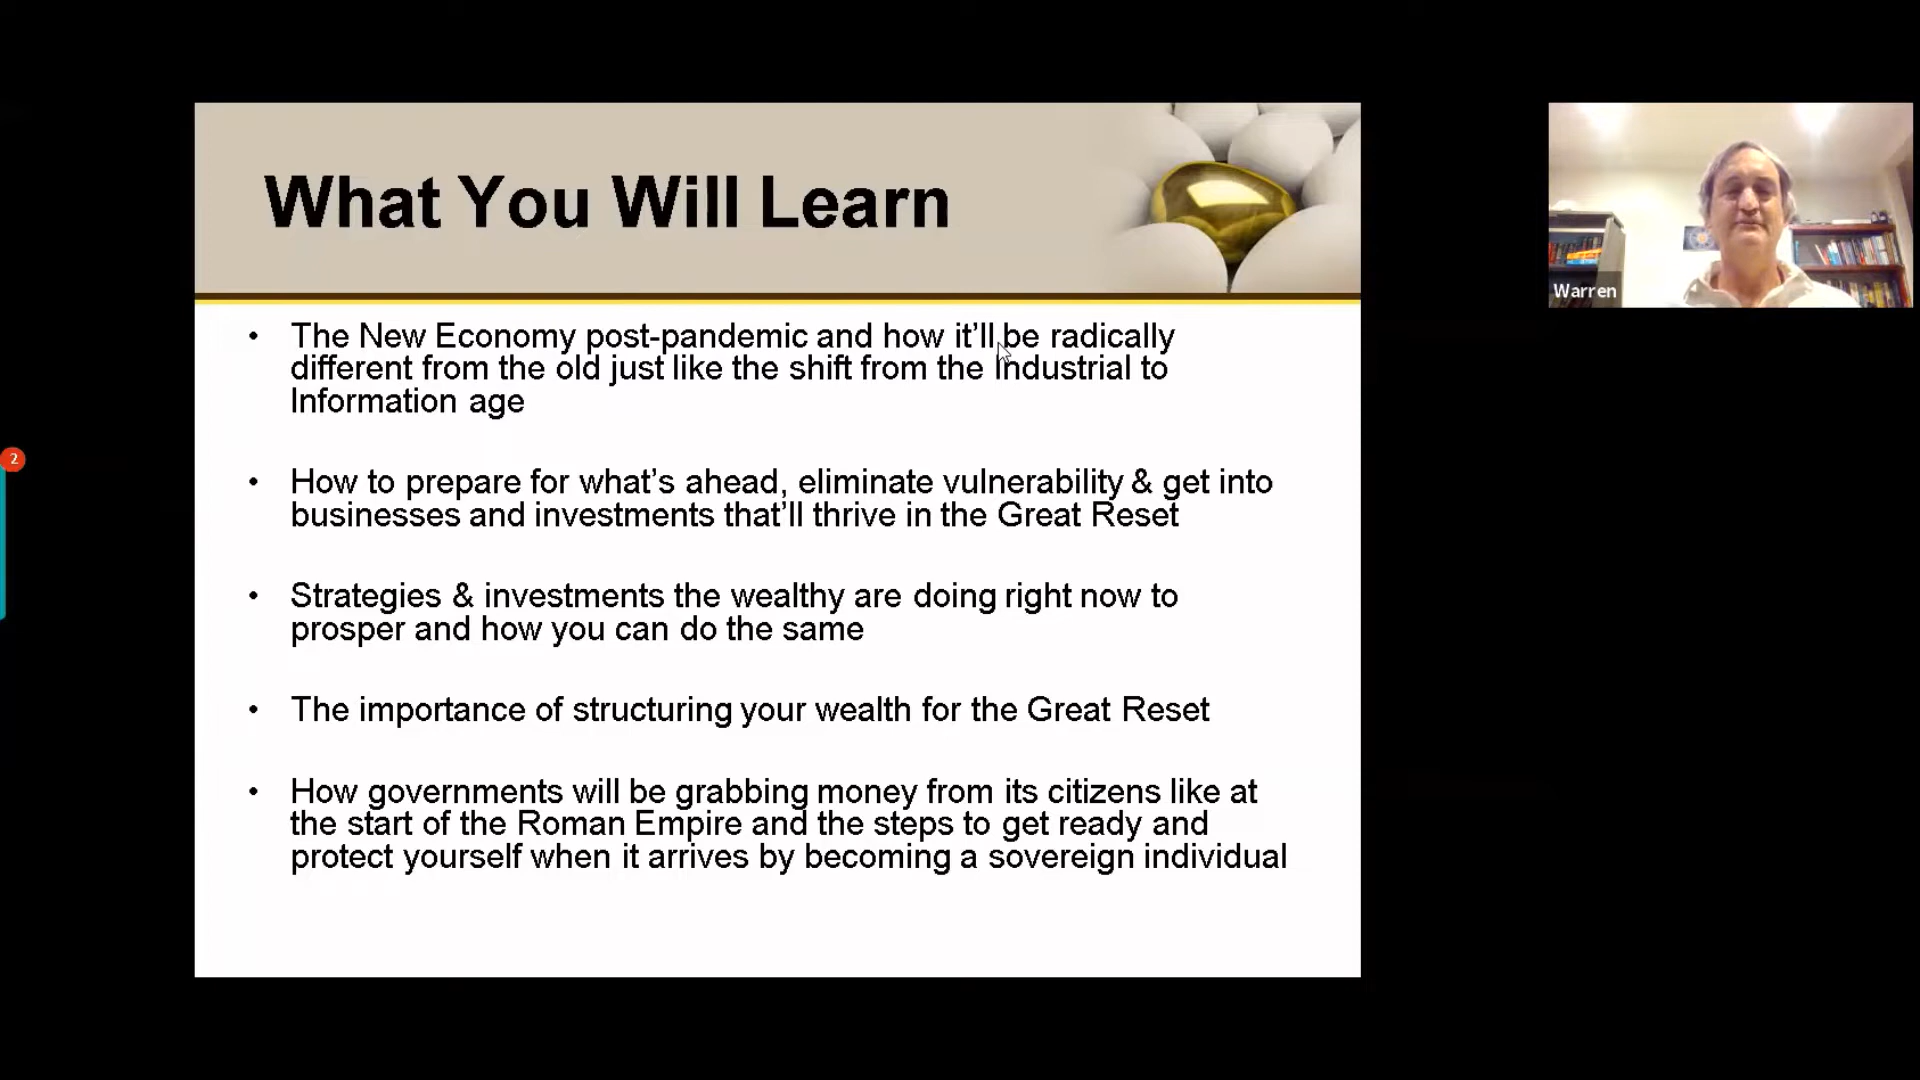 What You Will Learn
• The New Economy post-pandemic and how it’ll be radically
different from the old just like the shift from the Industrial to
Information age
• How to prepare for what’s ahead, eliminate vulnerability & get into
businesses and investments that’ll thrive in the Great Reset
• Strategies & investments the wealthy are doing right now to
prosper and how you can do the same
• The importance of structuring your wealth for the Great Reset
• How governments will be grabbing money from its citizens like at
the start of the Roman Empire and the steps to get ready and
protect yourself when it arrives by becoming a sovereign individual
Warren
2